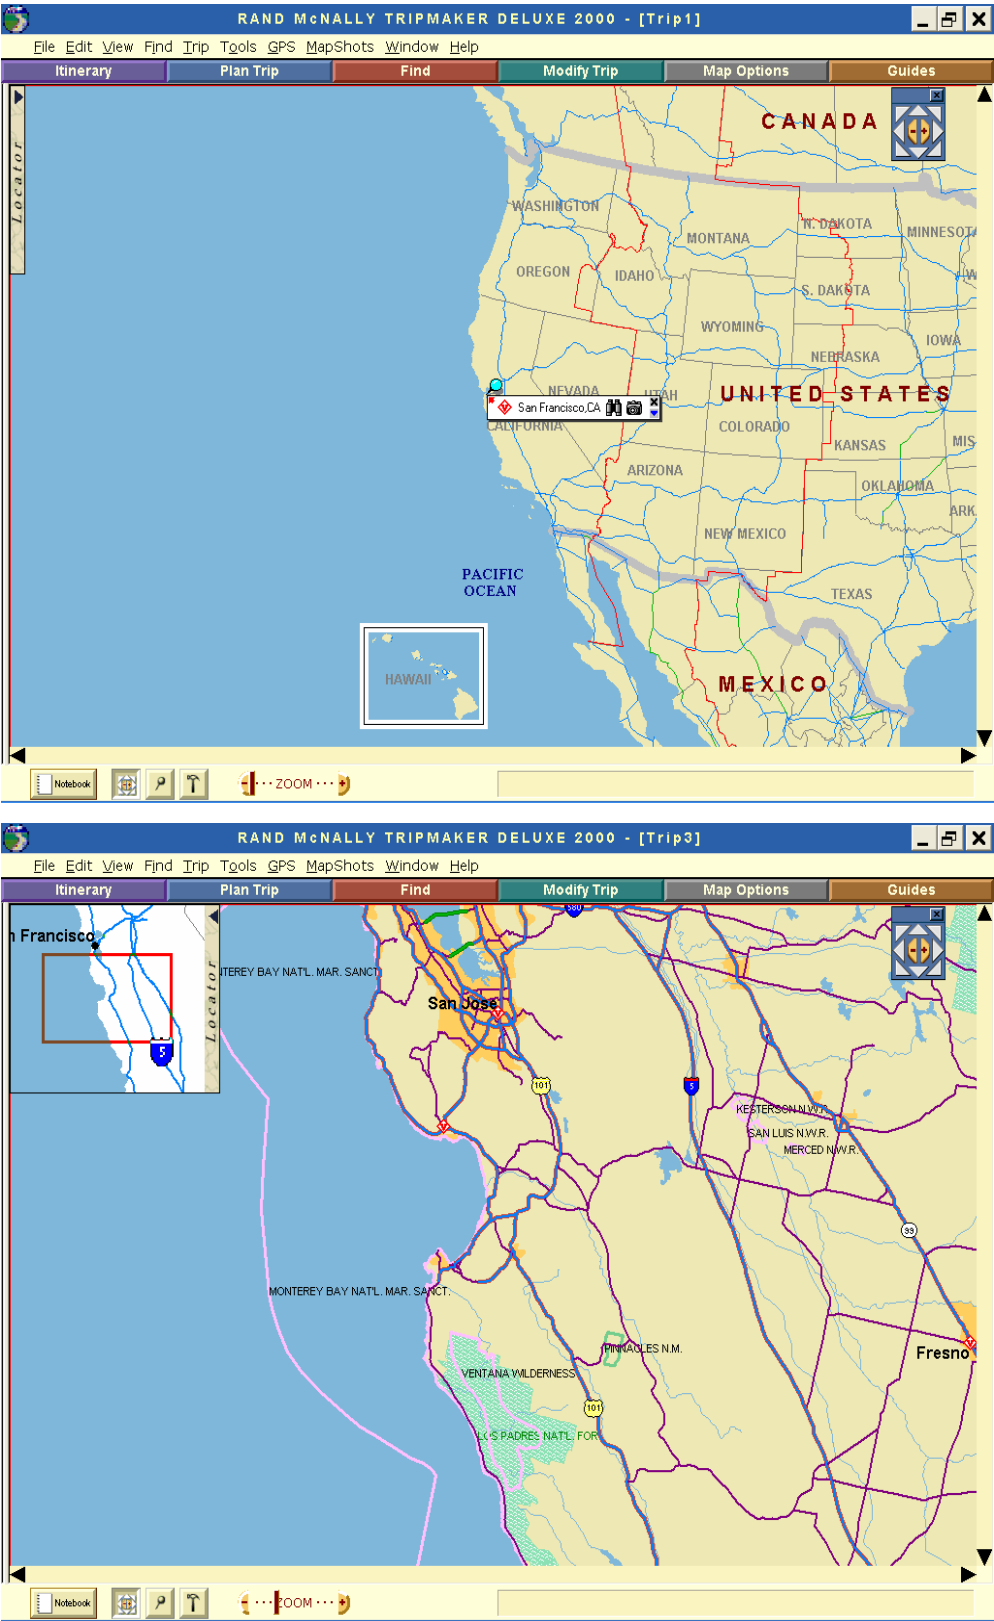 RAND McNALLY TRIPMAKER DELUXE 2000 - [Trip1]
File Edit View Find Trip Tools GPS MapShots Window Help
Itinerary Plan Trip Find Modify Trip Map Options Guides
Locator
CANADA
WASHINGTON
N. DAKOTA
MONTANA
MINNESOTA
OREGON
IDAHO
S. DAKOTA
WYOMING
IOWA
NEBRASKA
NEVADA
UTAH
UNITED STATES
San Francisco,CA
CALIFORNIA
COLORADO
KANSAS
MIS
ARIZONA
OKLAHOMA
ARK
NEW MEXICO
PACIFIC
OCEAN
TEXAS
HAWAII
MEXICO
Notebook
ZOOM
RAND McNALLY TRIPMAKER DELUXE 2000 - [Trip3]
File Edit View Find Trip Tools GPS MapShots Window Help
Itinerary Plan Trip Find Modify Trip Map Options Guides
n Francisco
5
Locator
580
NTEREY BAY NAT'L. MAR. SANCT
San Jose
101
5
KESTERSON N.W.R.
SAN LUIS N.W.R.
MERCED N.W.R.
99
MONTEREY BAY NAT'L. MAR. SANCT.
PINNACLES N.M.
Fresno
VENTANA WILDERNESS
101
LOS PADRES NAT'L. FOR
Notebook
ZOOM